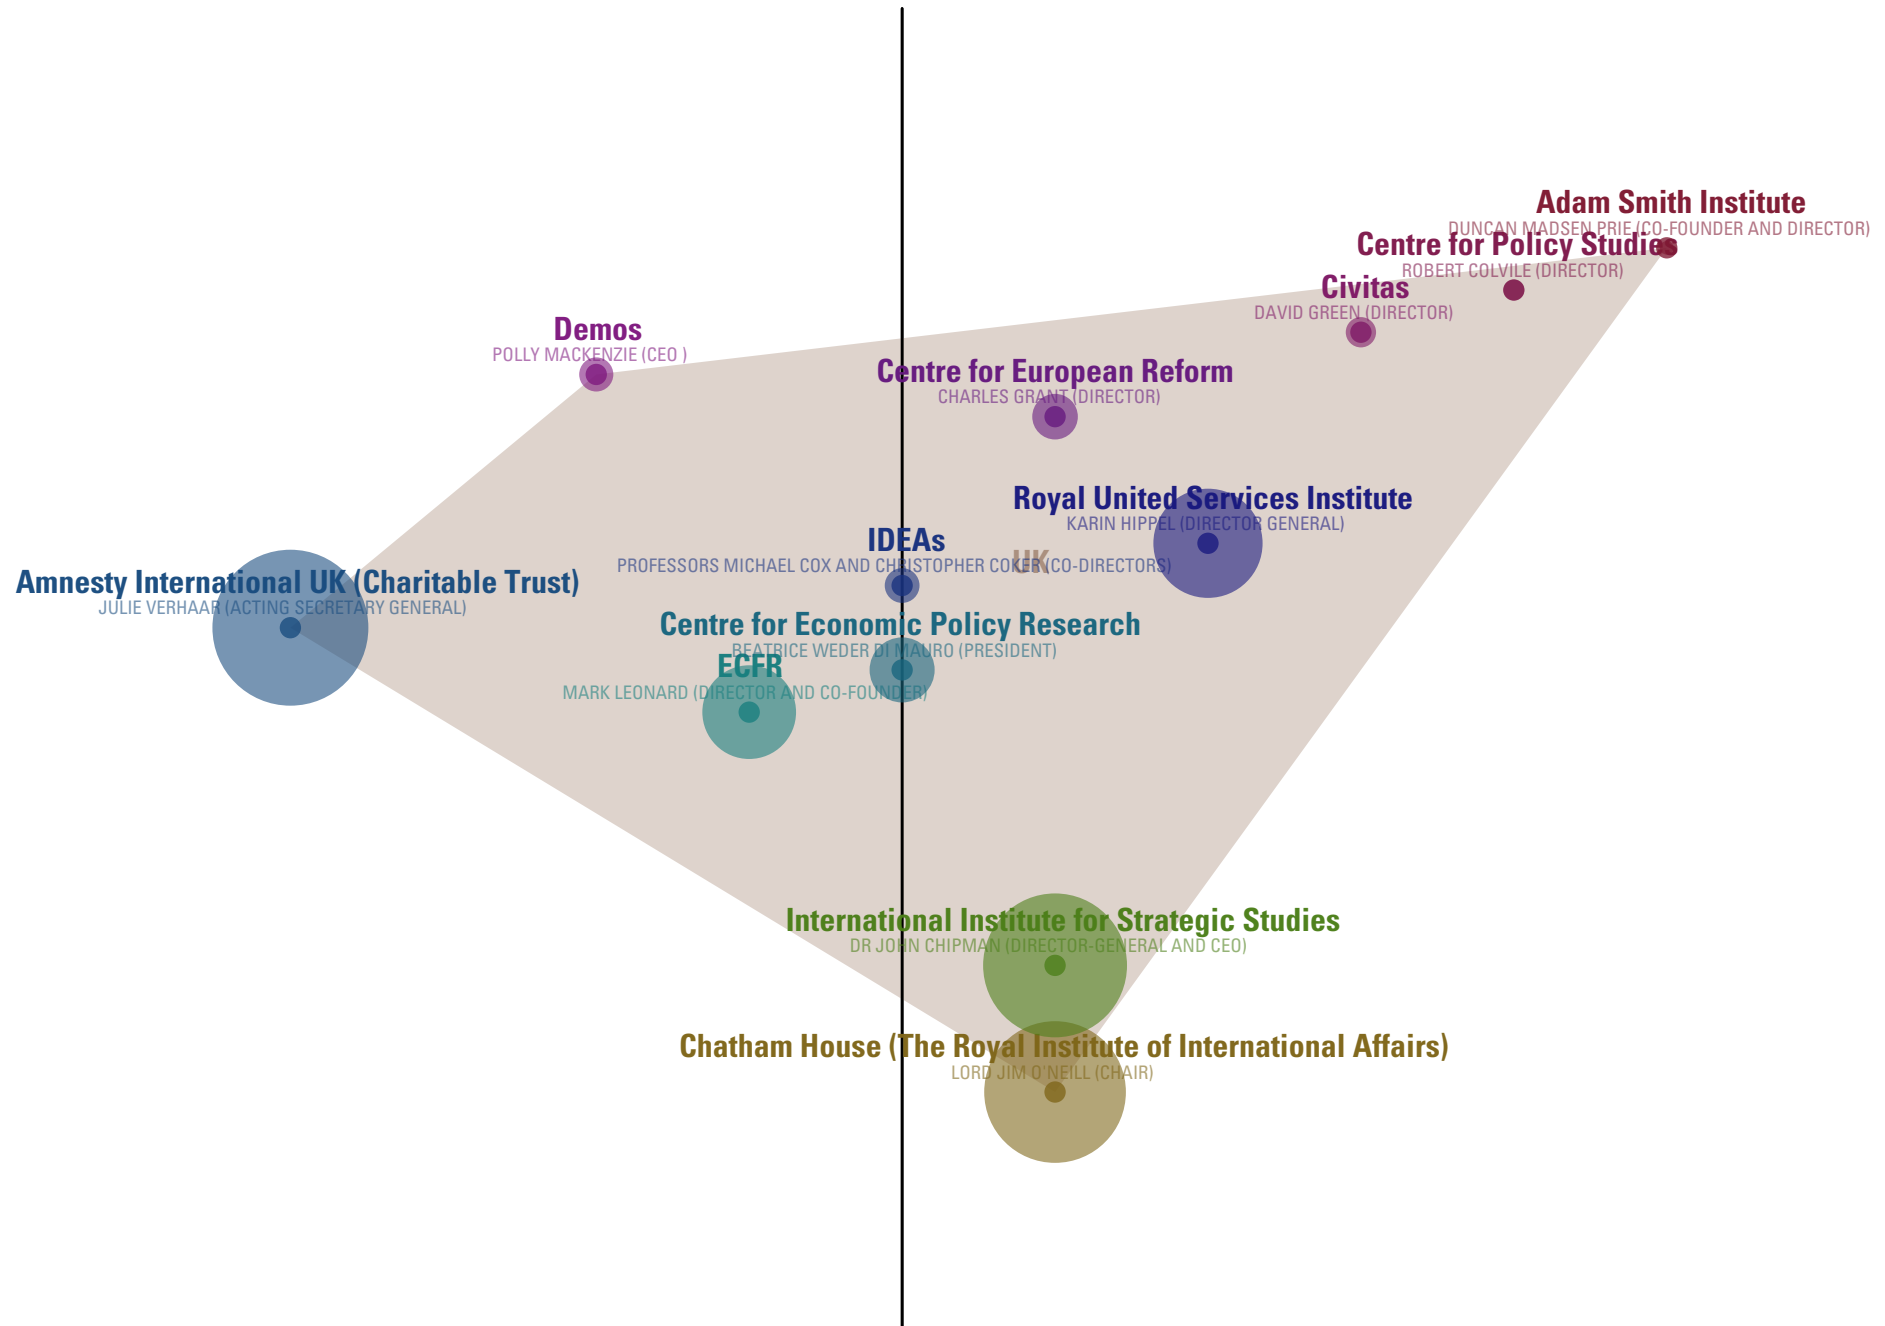 Adam Smith Institute
DUNCAN MADSEN PRIE (CO-FOUNDER AND DIRECTOR)
Centre for Policy Studies
ROBERT COLVILE (DIRECTOR)
Civitas
DAVID GREEN (DIRECTOR)
Demos
POLLY MACKENZIE (CEO )
Centre for European Reform
CHARLES GRANT (DIRECTOR)
Royal United Services Institute
KARIN HIPPEL (DIRECTOR GENERAL)
IDEAs
PROFESSORS MICHAEL COX AND CHRISTOPHER COKER (CO-DIRECTORS)
UK
Amnesty International UK (Charitable Trust)
JULIE VERHAAR (ACTING SECRETARY GENERAL)
Centre for Economic Policy Research
BEATRICE WEDER DI MAURO (PRESIDENT)
ECFR
MARK LEONARD (DIRECTOR AND CO-FOUNDER)
International Institute for Strategic Studies
DR JOHN CHIPMAN (DIRECTOR-GENERAL AND CEO)
Chatham House (The Royal Institute of International Affairs)
LORD JIM O'NEILL (CHAIR)